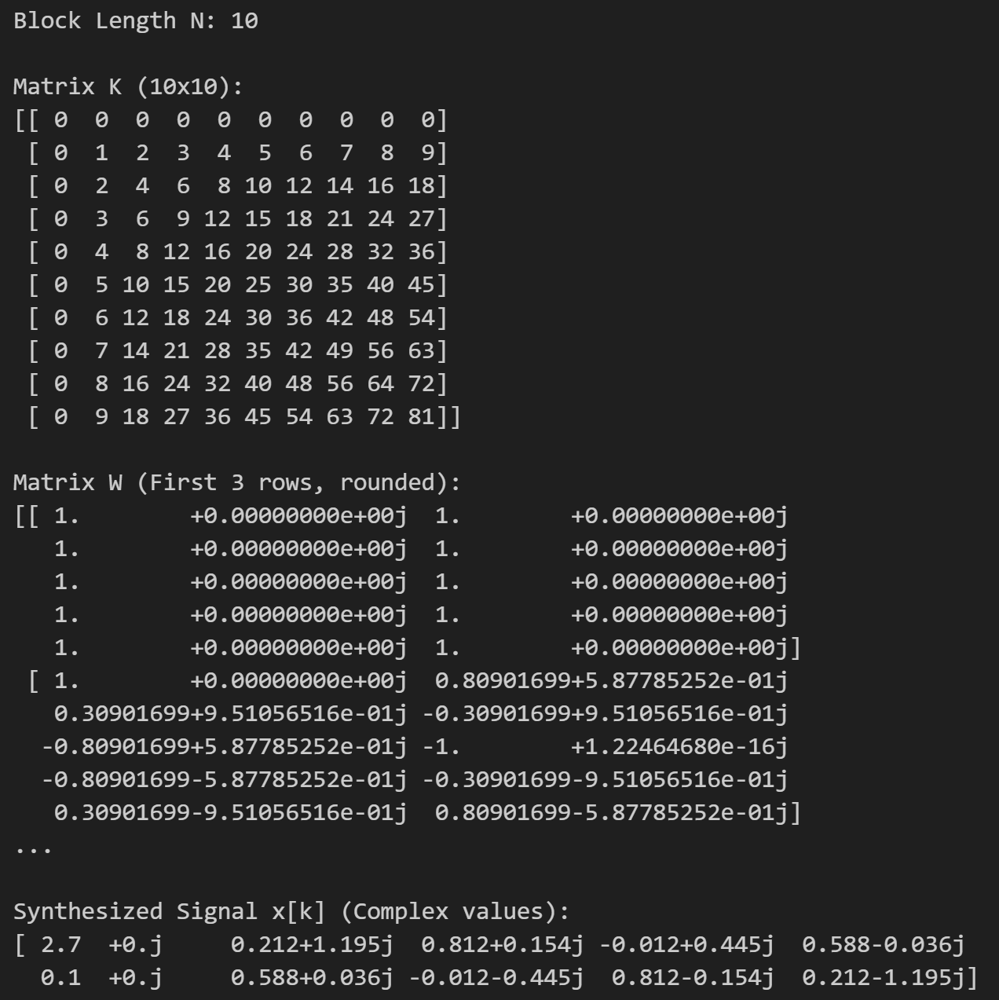 Block Length N: 10
Matrix K (10x10):
[[ 0  0  0  0  0  0  0  0  0  0]
 [ 0  1  2  3  4  5  6  7  8  9]
 [ 0  2  4  6  8 10 12 14 16 18]
 [ 0  3  6  9 12 15 18 21 24 27]
 [ 0  4  8 12 16 20 24 28 32 36]
 [ 0  5 10 15 20 25 30 35 40 45]
 [ 0  6 12 18 24 30 36 42 48 54]
 [ 0  7 14 21 28 35 42 49 56 63]
 [ 0  8 16 24 32 40 48 56 64 72]
 [ 0  9 18 27 36 45 54 63 72 81]]
Matrix W (First 3 rows, rounded):
[[ 1.        +0.00000000e+00j  1.        +0.00000000e+00j
   1.        +0.00000000e+00j  1.        +0.00000000e+00j
   1.        +0.00000000e+00j  1.        +0.00000000e+00j
   1.        +0.00000000e+00j  1.        +0.00000000e+00j
   1.        +0.00000000e+00j  1.        +0.00000000e+00j]
 [ 1.        +0.00000000e+00j  0.80901699+5.87785252e-01j
   0.30901699+9.51056516e-01j -0.30901699+9.51056516e-01j
  -0.80901699+5.87785252e-01j -1.        +1.22464680e-16j
  -0.80901699-5.87785252e-01j -0.30901699-9.51056516e-01j
   0.30901699-9.51056516e-01j  0.80901699-5.87785252e-01j]
...
Synthesized Signal x[k] (Complex values):
[ 2.7  +0.j     0.212+1.195j  0.812+0.154j -0.012+0.445j  0.588-0.036j
  0.1  +0.j     0.588+0.036j -0.012-0.445j  0.812-0.154j  0.212-1.195j]